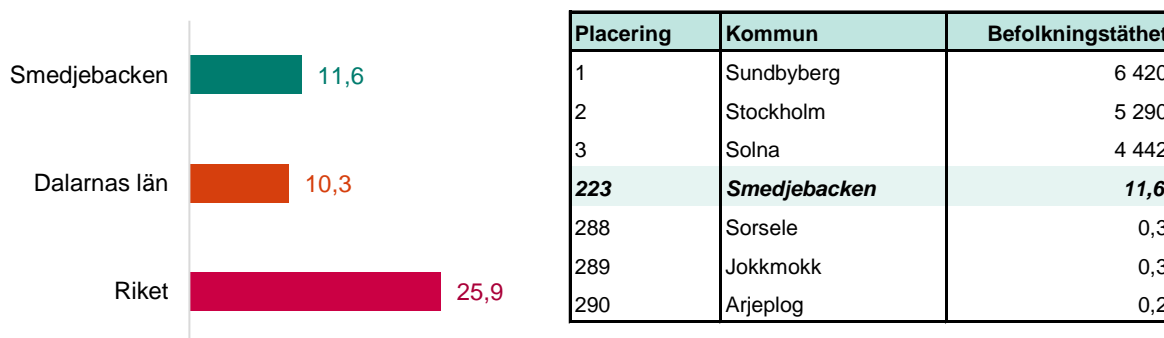 Smedjebacken 11,6
Dalarnas län 10,3
Riket 25,9
Placering Kommun Befolkningstäthet
1 Sundbyberg 6 420
2 Stockholm 5 290
3 Solna 4 442
223 Smedjebacken 11,6
288 Sorsele 0,3
289 Jokkmokk 0,3
290 Arjeplog 0,2